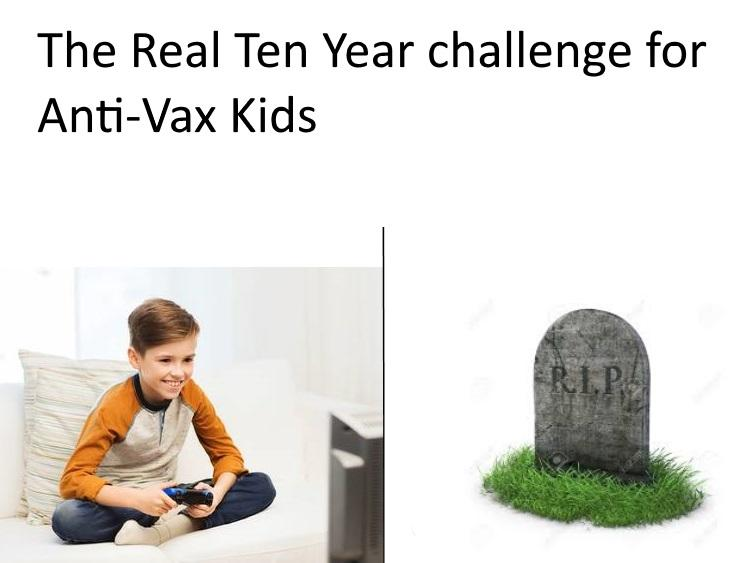 The Real Ten Year challenge for
Anti-Vax Kids
R.I.P.